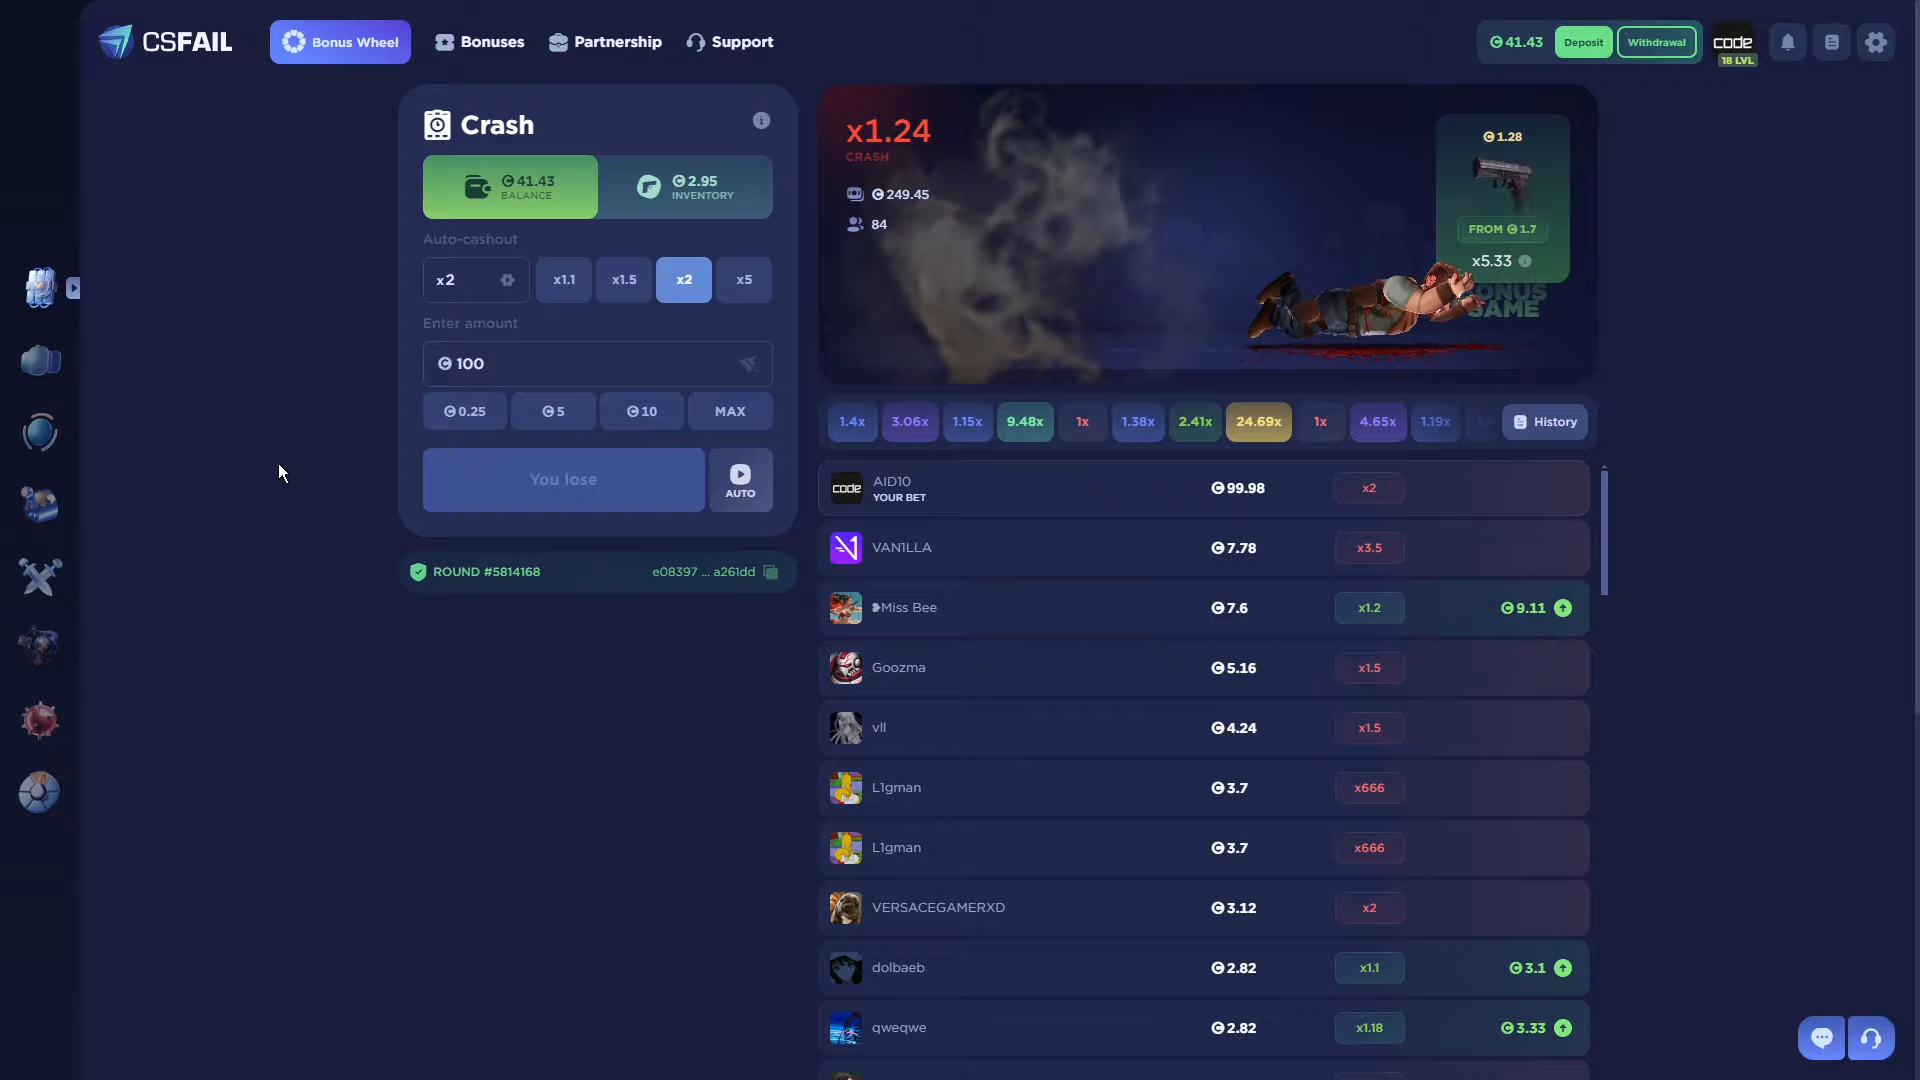 CSFAIL
Bonus Wheel
Bonuses
Partnership
Support
41.43
Deposit
Withdrawal
code
18 LVL
Crash
41.43
BALANCE
2.95
INVENTORY
Auto-cashout
x2
x1.1
x1.5
x2
x5
Enter amount
100
0.25
5
10
MAX
You lose
AUTO
ROUND #5814168
e08397 ... a261dd
x1.24
CRASH
249.45
84
1.28
FROM 1.7
x5.33
BONUS
GAME
1.4x
3.06x
1.15x
9.48x
1x
1.38x
2.41x
24.69x
1x
4.65x
1.19x
History
code
AID10
YOUR BET
99.98
x2
VAN1LLA
7.78
x3.5
❥Miss Bee
7.6
x1.2
9.11
Goozma
5.16
x1.5
vll
4.24
x1.5
L1gman
3.7
x666
L1gman
3.7
x666
VERSACEGAMERXD
3.12
x2
dolbaeb
2.82
x1.1
3.1
qweqwe
2.82
x1.18
3.33